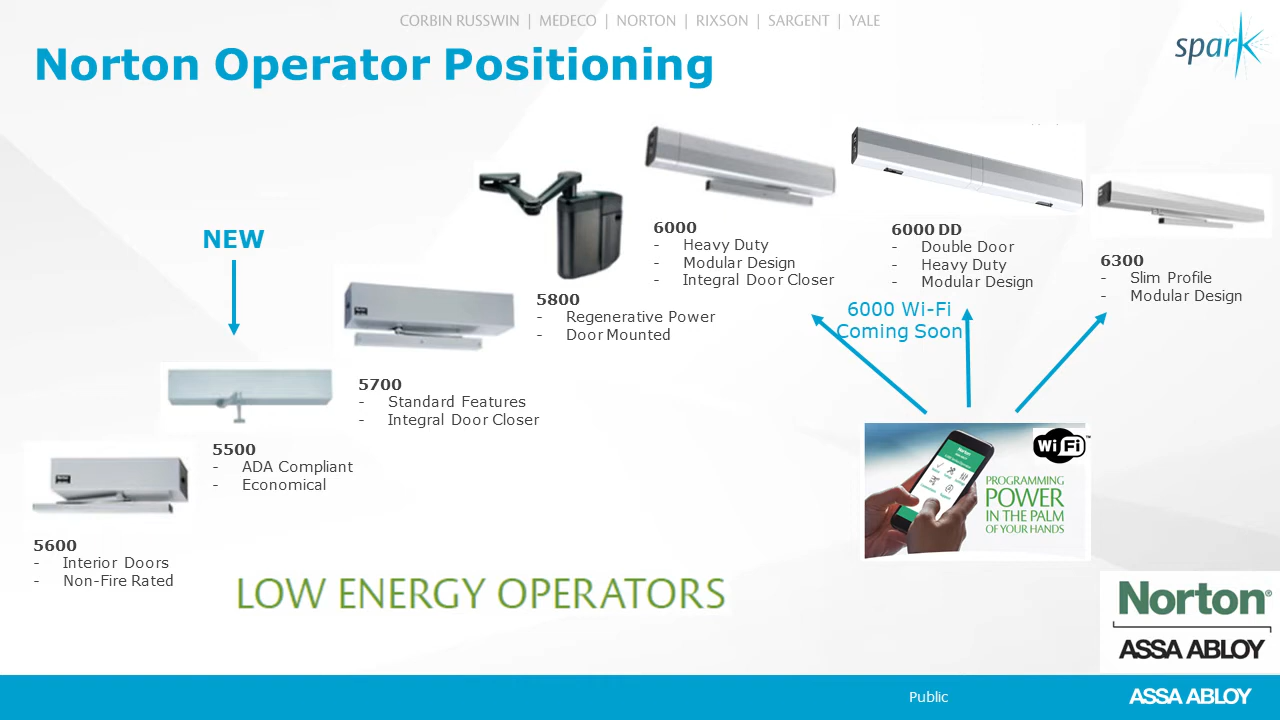 CORBIN RUSSWIN | MEDECO | NORTON | RIXSON | SARGENT | YALE
Norton Operator Positioning
spark
NEW
6000
- Heavy Duty
- Modular Design
- Integral Door Closer
6000 DD
- Double Door
- Heavy Duty
- Modular Design
6300
- Slim Profile
- Modular Design
5800
- Regenerative Power
- Door Mounted
6000 Wi-Fi
Coming Soon
5700
- Standard Features
- Integral Door Closer
5500
- ADA Compliant
- Economical
5600
- Interior Doors
- Non-Fire Rated
Norton
Wi Fi™
PROGRAMMING
POWER
IN THE PALM
OF YOUR HANDS
LOW ENERGY OPERATORS
Norton®
ASSA ABLOY
Public
ASSA ABLOY